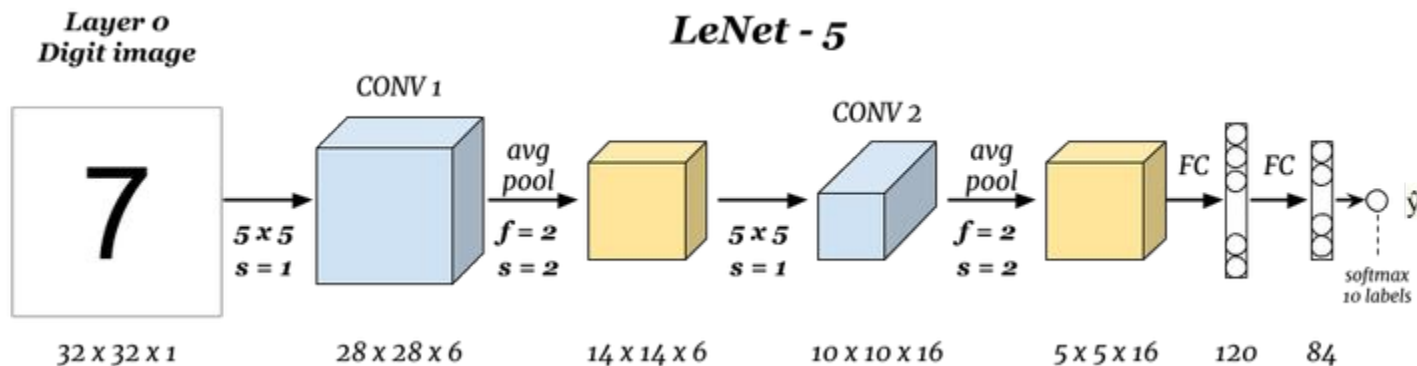 Layer 0
Digit image
LeNet - 5
7
CONV 1
CONV 2
5 x 5
s = 1
avg
pool
f = 2
s = 2
5 x 5
s = 1
avg
pool
f = 2
s = 2
FC
FC
ŷ
softmax
10 labels
32 x 32 x 1
28 x 28 x 6
14 x 14 x 6
10 x 10 x 16
5 x 5 x 16
120
84